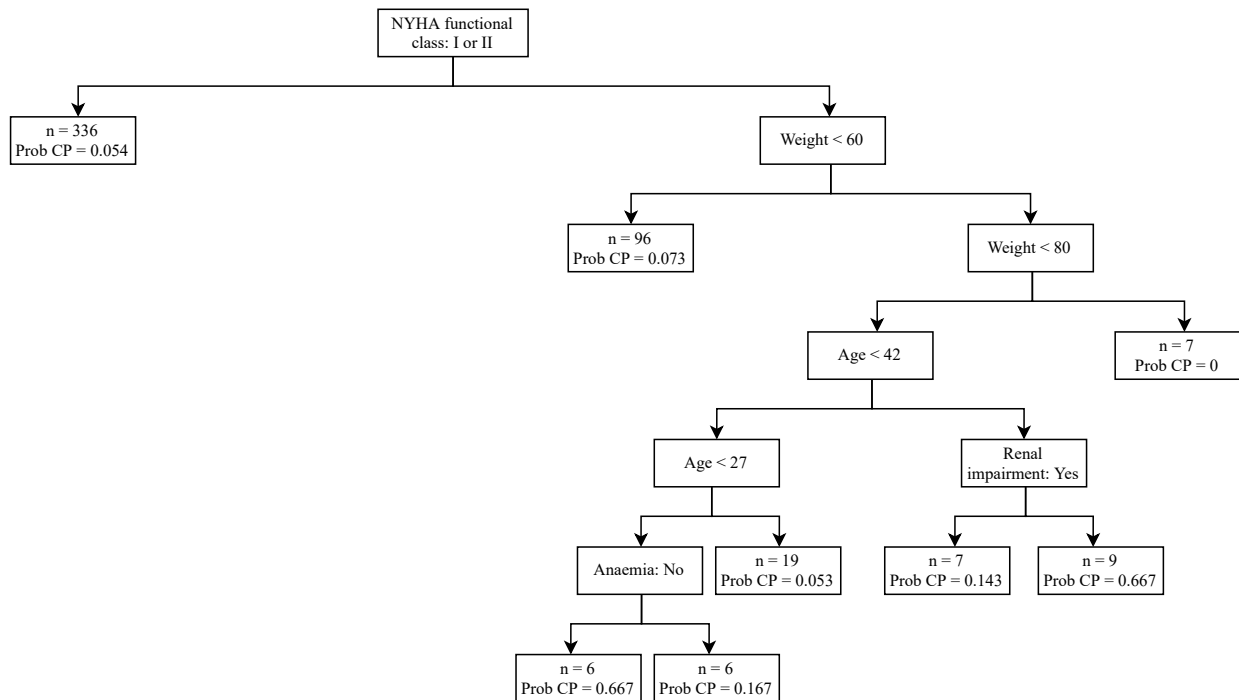 NYHA functional
class: I or II
n = 336
Prob CP = 0.054
Weight < 60
n = 96
Prob CP = 0.073
Weight < 80
Age < 42
n = 7
Prob CP = 0
Age < 27
Renal
impairment: Yes
Anaemia: No
n = 19
Prob CP = 0.053
n = 7
Prob CP = 0.143
n = 9
Prob CP = 0.667
n = 6
Prob CP = 0.667
n = 6
Prob CP = 0.167